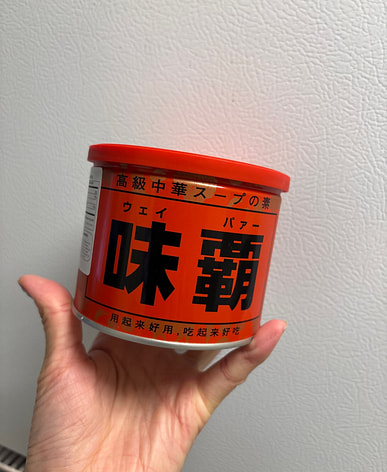 高級中華スープの素
ウェイ パァー
味覇
用起来好用,吃起来好吃